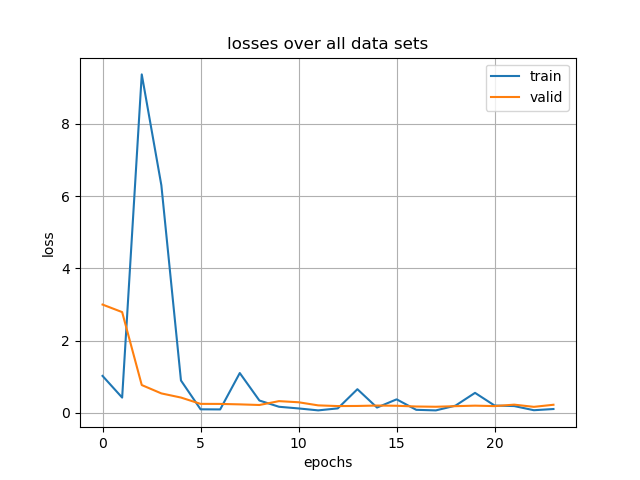 losses over all data sets
train
valid
8
6
4
2
0
loss
0 5 10 15 20
epochs